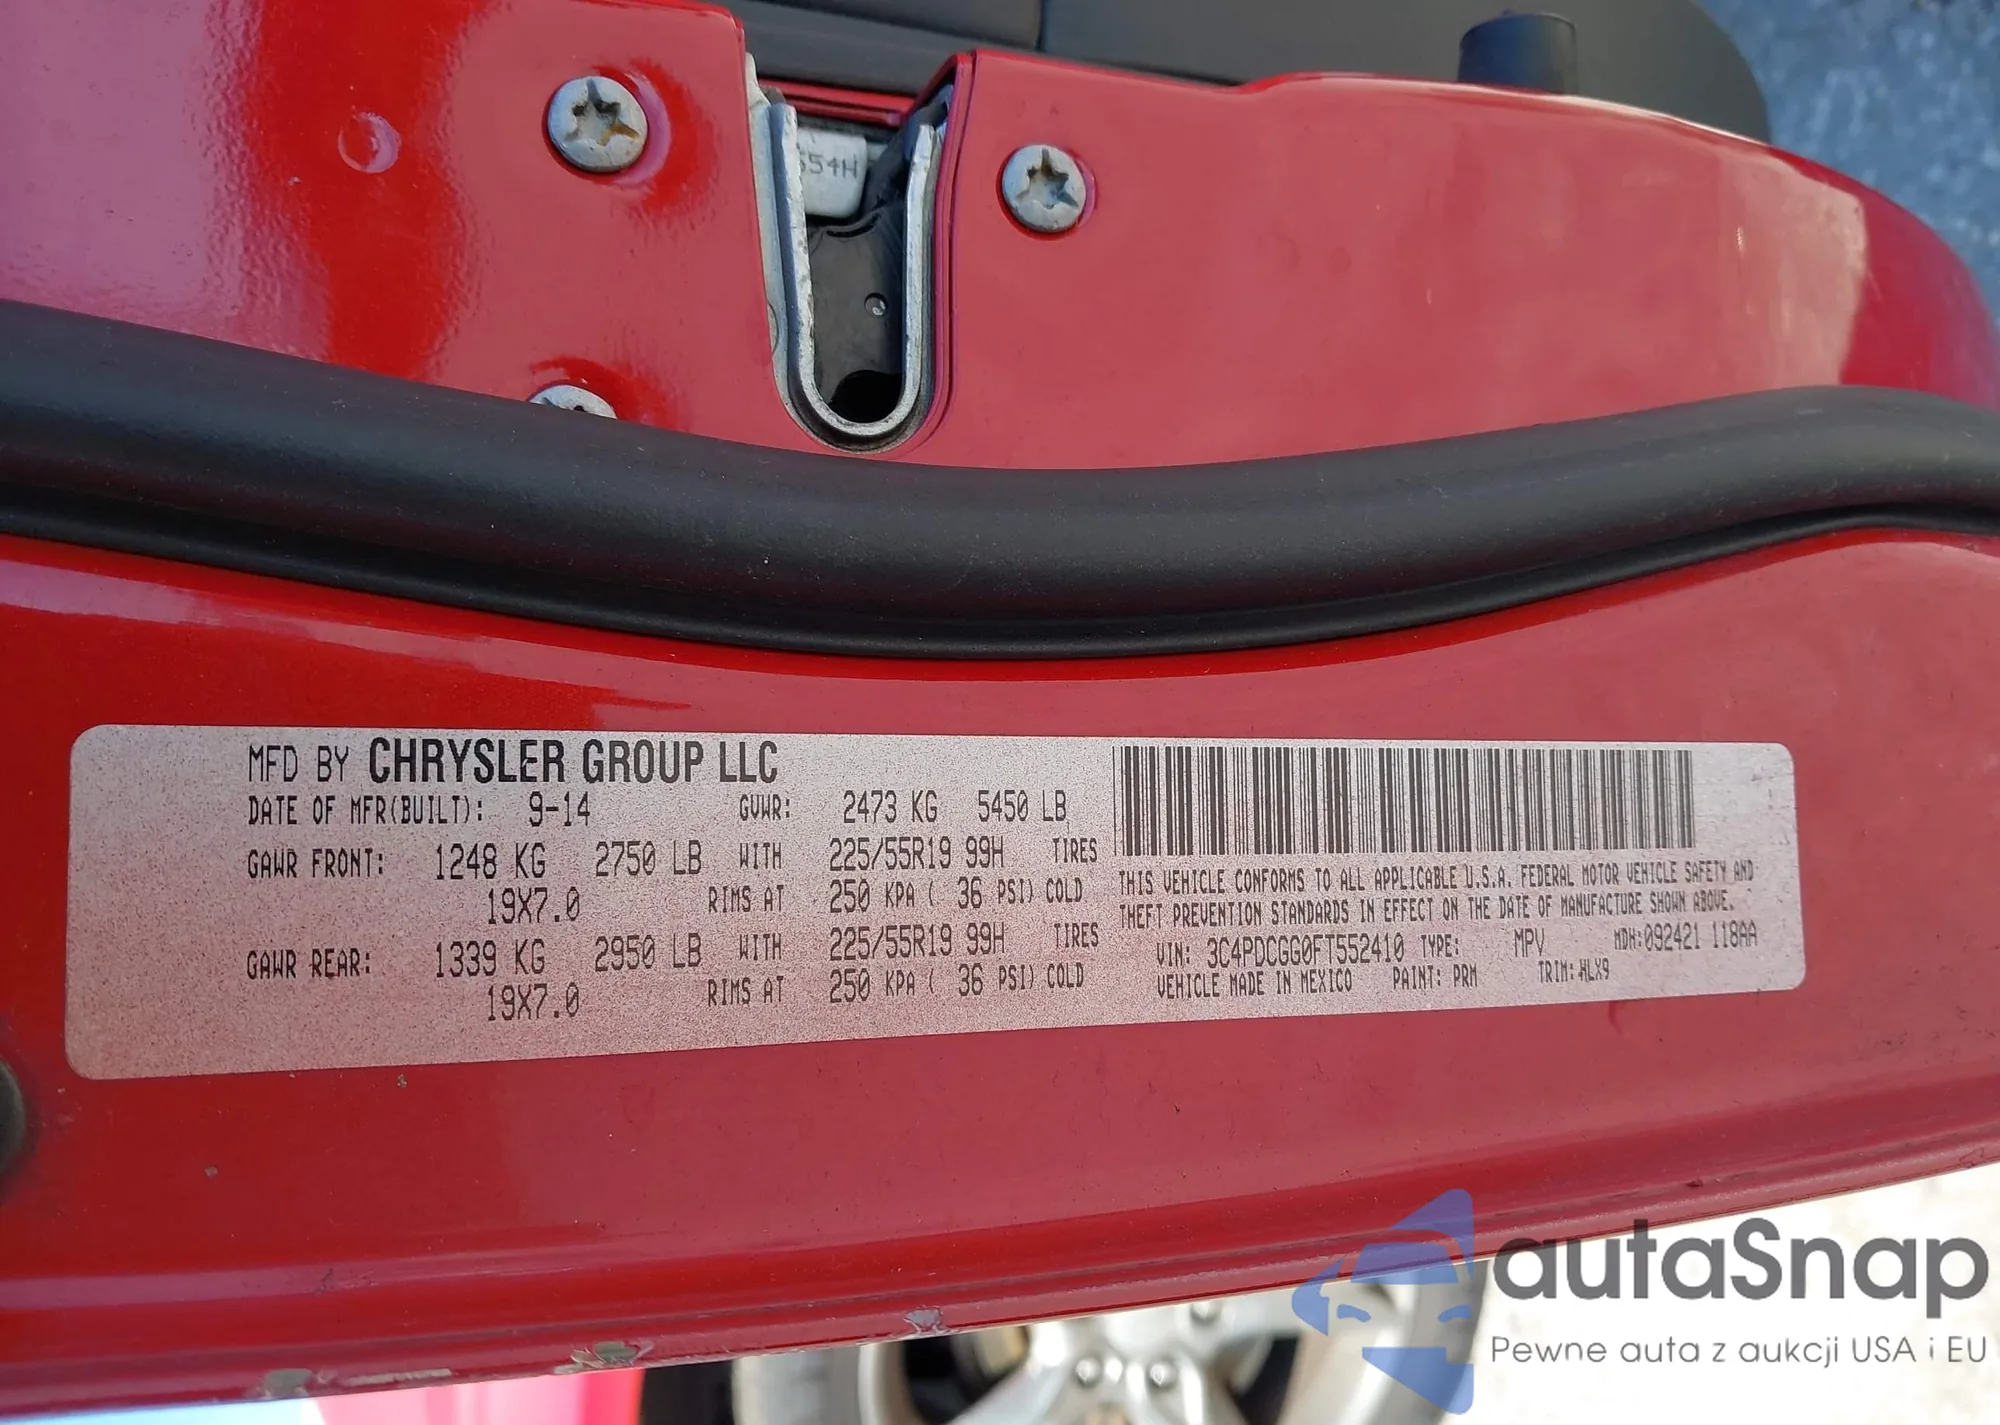 654H
MFD BY CHRYSLER GROUP LLC
DATE OF MFR(BUILT): 9-14 GVWR: 2473 KG 5450 LB
GAWR FRONT: 1248 KG 2750 LB WITH 225/55R19 99H TIRES
19X7.0 RIMS AT 250 KPA ( 36 PSI) COLD
GAWR REAR: 1339 KG 2950 LB WITH 225/55R19 99H TIRES
19X7.0 RIMS AT 250 KPA ( 36 PSI) COLD
THIS VEHICLE CONFORMS TO ALL APPLICABLE U.S.A. FEDERAL MOTOR VEHICLE SAFETY AND
THEFT PREVENTION STANDARDS IN EFFECT ON THE DATE OF MANUFACTURE SHOWN ABOVE.
VIN: 3C4PDCGG0FT552410 TYPE: MPV MDH:092421 118AA
VEHICLE MADE IN MEXICO PAINT: PRM TRIM:HLX9
autaSnap
Pewne auta z aukcji USA i EU